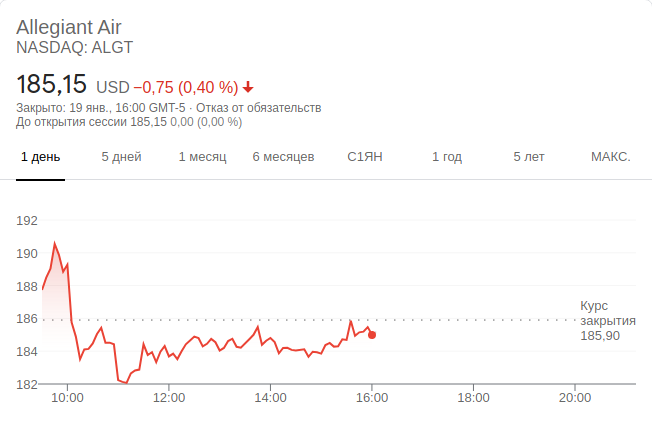 Allegiant Air
NASDAQ: ALGT
185,15 USD −0,75 (0,40 %)
Закрыто: 19 янв., 16:00 GMT-5 · Отказ от обязательств
До открытия сессии 185,15 0,00 (0,00 %)
1 день 5 дней 1 месяц 6 месяцев С1ЯН 1 год 5 лет МАКС.
192
190
188
186
184
182
Курс
закрытия
185,90
10:00 12:00 14:00 16:00 18:00 20:00